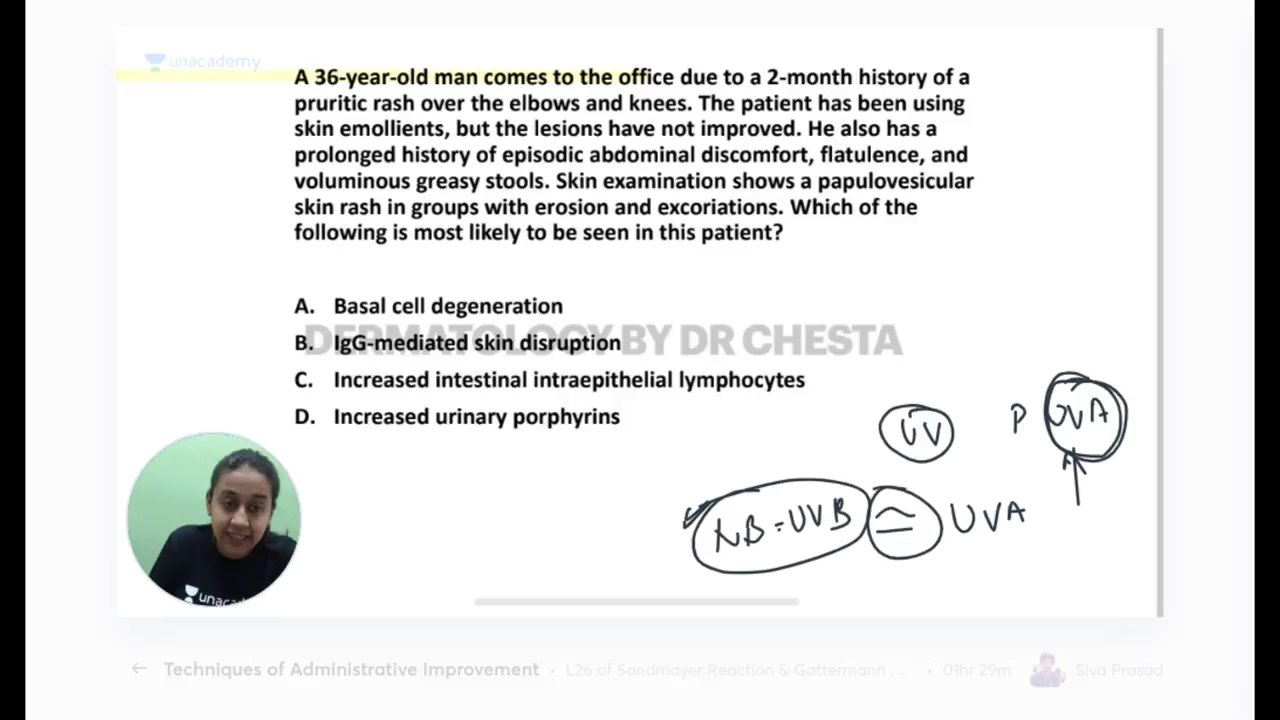 unacademy
A 36-year-old man comes to the office due to a 2-month history of a
pruritic rash over the elbows and knees. The patient has been using
skin emollients, but the lesions have not improved. He also has a
prolonged history of episodic abdominal discomfort, flatulence, and
voluminous greasy stools. Skin examination shows a papulovesicular
skin rash in groups with erosion and excoriations. Which of the
following is most likely to be seen in this patient?
A. Basal cell degeneration
DERMATOLOGY BY DR CHESTA
B. IgG-mediated skin disruption
C. Increased intestinal intraepithelial lymphocytes
D. Increased urinary porphyrins
UV
P UVA
NB-UVB ≅ UVA
unaca
← Techniques of Administrative Improvement • L26 of Sandmayer Reaction & Gattermann ... • 01hr 29m Siva Prasad